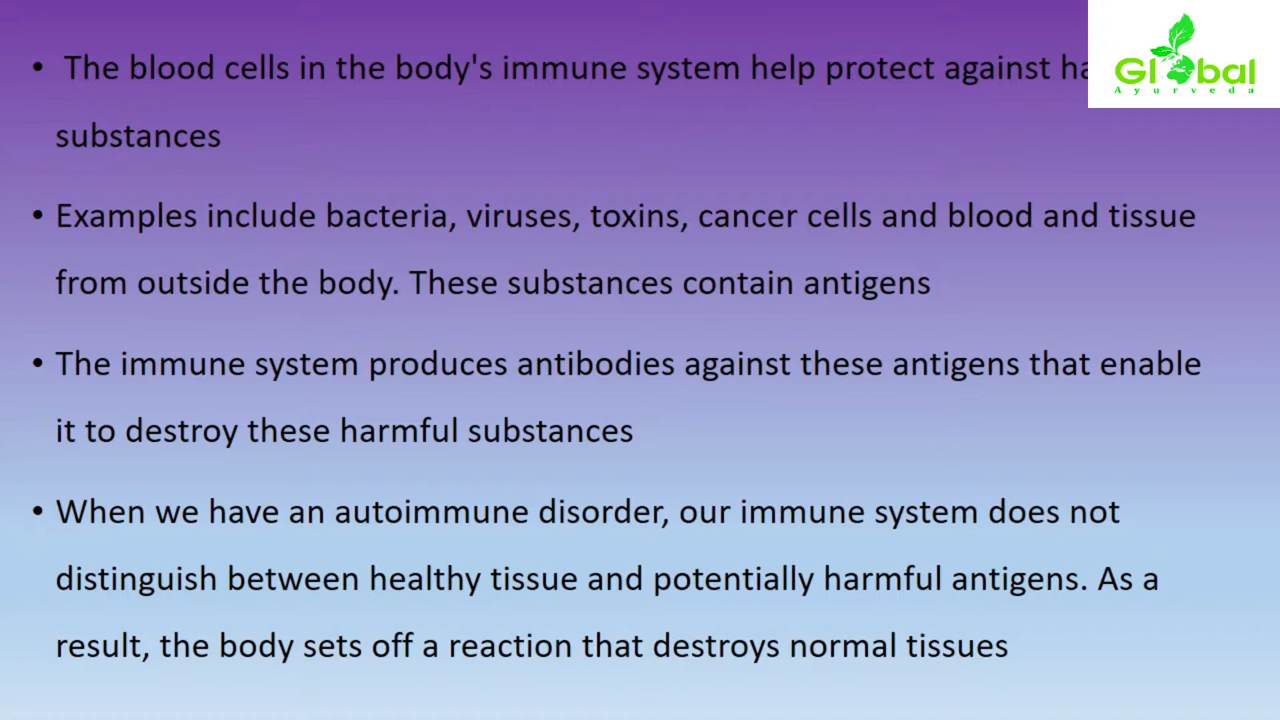 • The blood cells in the body's immune system help protect against
substances
• Examples include bacteria, viruses, toxins, cancer cells and blood and tissue
from outside the body. These substances contain antigens
• The immune system produces antibodies against these antigens that enable
it to destroy these harmful substances
• When we have an autoimmune disorder, our immune system does not
distinguish between healthy tissue and potentially harmful antigens. As a
result, the body sets off a reaction that destroys normal tissues
Global
Ayurveda